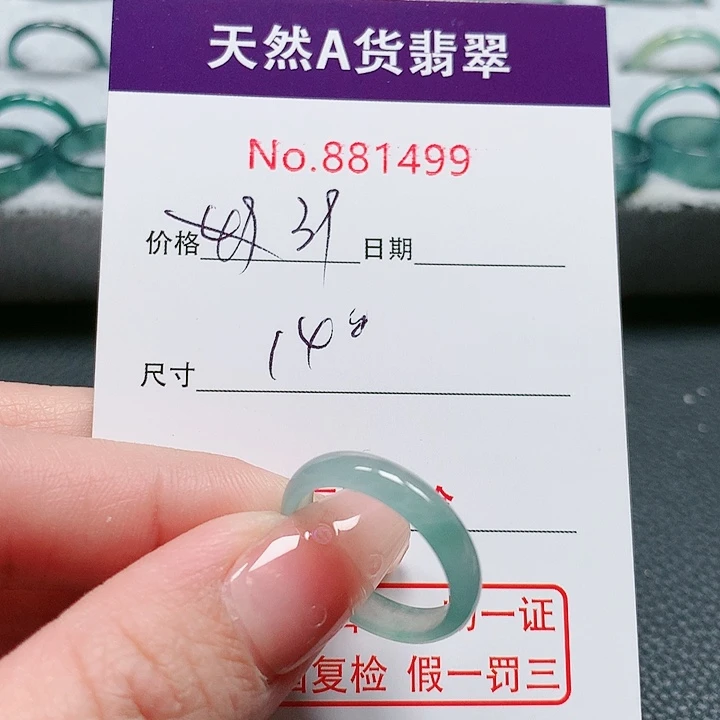 天然A货翡翠
No.881499
价格 日期
尺寸 14
一证
复检 假一罚三